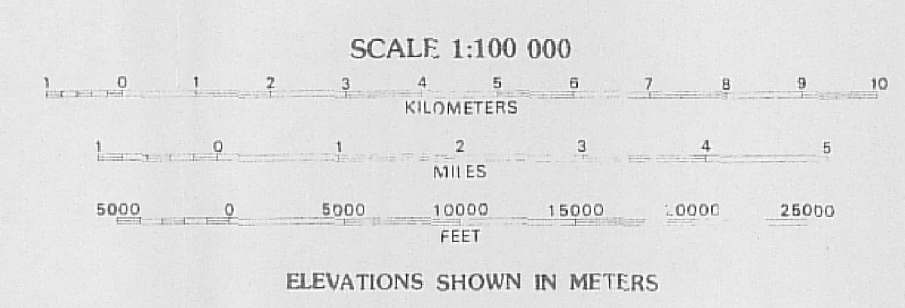 SCALE 1:100 000
1 0 1 2 3 4 5 6 7 8 9 10
KILOMETERS
1 0 1 2 3 4 5
MILES
5000 0 5000 10000 15000 20000 25000
FEET
ELEVATIONS SHOWN IN METERS